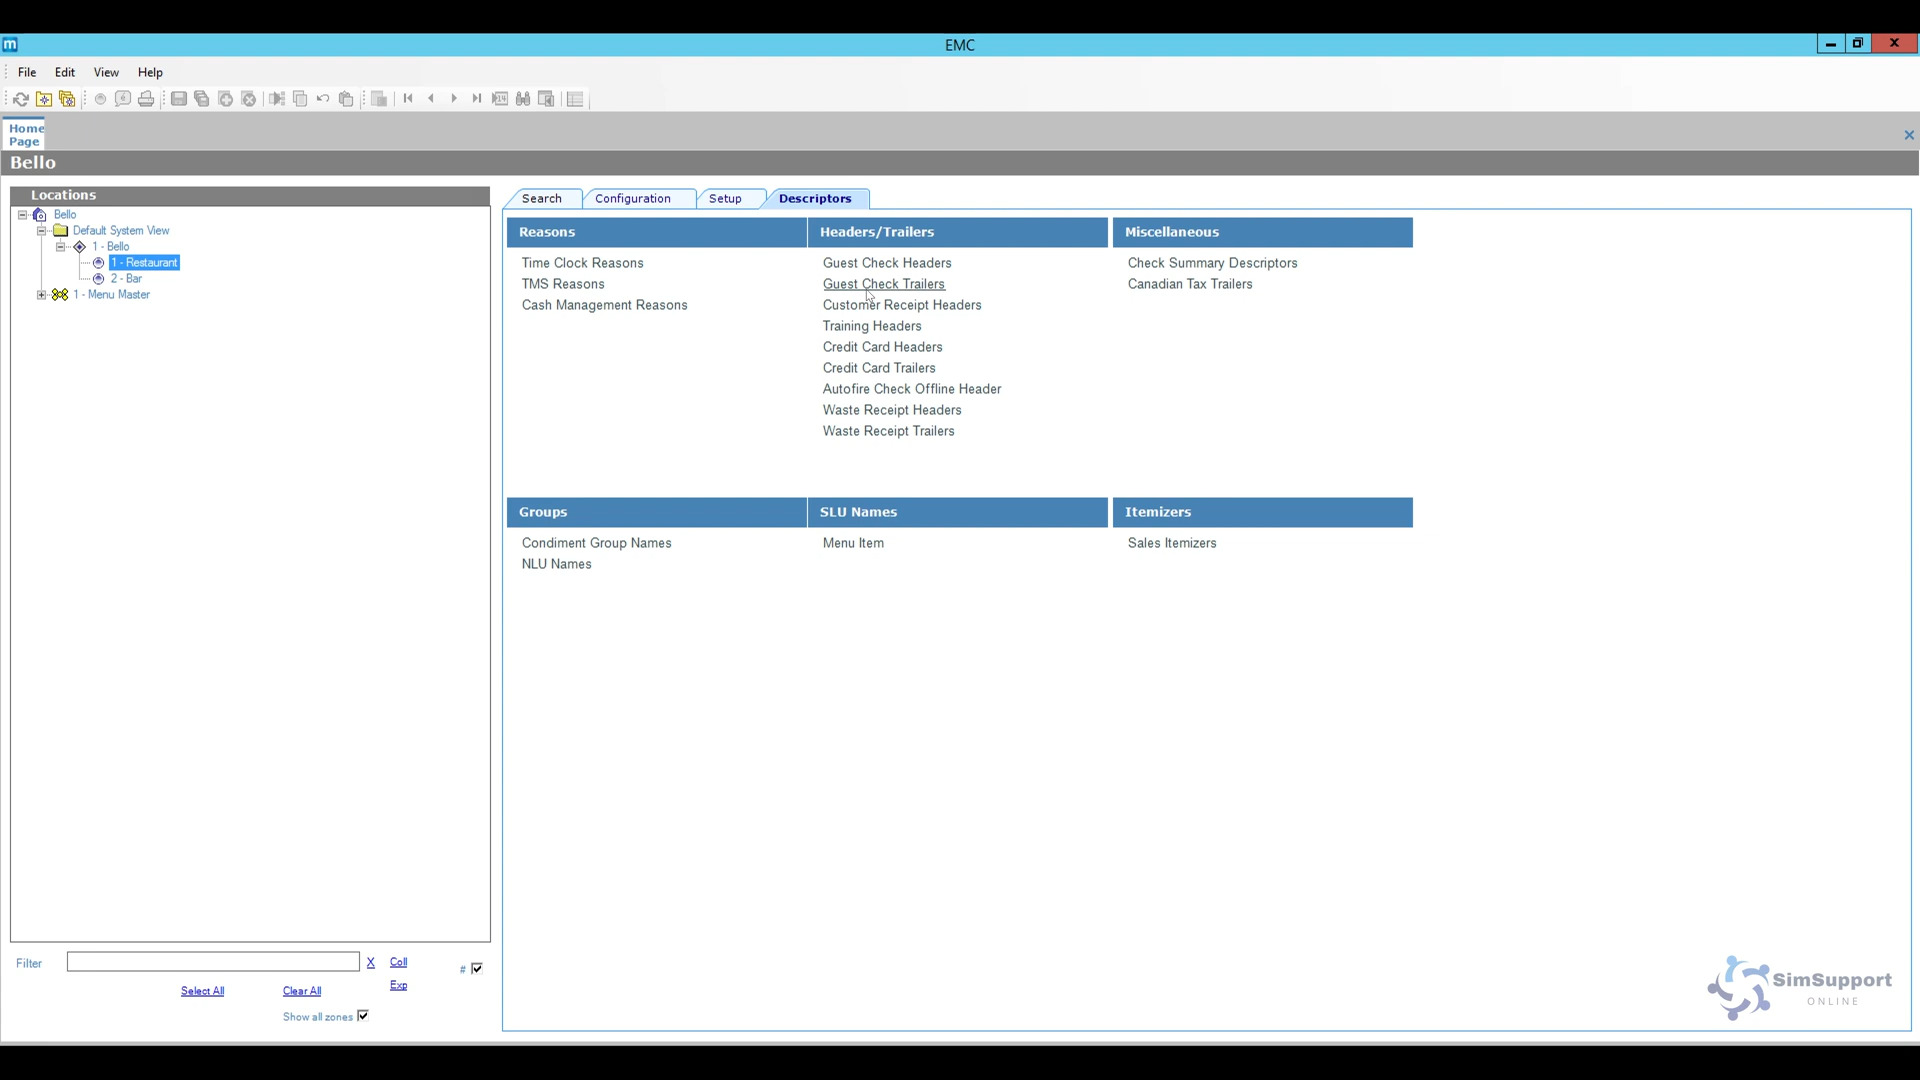 EMC
File Edit View Help
Home
Page
Bello
Locations
Bello
Default System View
1 - Bello
1 - Restaurant
2 - Bar
1 - Menu Master
Filter
X
Coll
Exp
#
Select All
Clear All
Show all zones
Search Configuration Setup Descriptors
Reasons
Time Clock Reasons
TMS Reasons
Cash Management Reasons
Headers/Trailers
Guest Check Headers
Guest Check Trailers
Customer Receipt Headers
Training Headers
Credit Card Headers
Credit Card Trailers
Autofire Check Offline Header
Waste Receipt Headers
Waste Receipt Trailers
Miscellaneous
Check Summary Descriptors
Canadian Tax Trailers
Groups
Condiment Group Names
NLU Names
SLU Names
Menu Item
Itemizers
Sales Itemizers
SimSupport
ONLINE